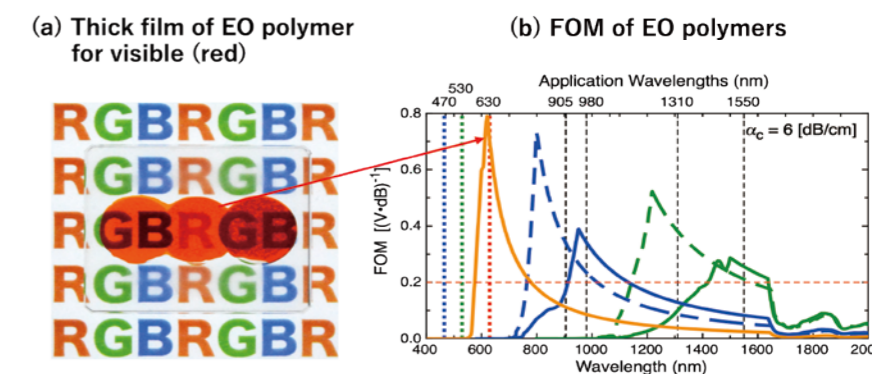 (a) Thick film of EO polymer
for visible (red)
RGBRGBR
RGBRGBR
RGBRGBR
RGBRGBR
RGBRGBR
(b) FOM of EO polymers
Application Wavelengths (nm)
530
470 630 905 980 1310 1550
αc = 6 [dB/cm]
FOM [(V•dB)-1]
0.8
0.6
0.4
0.2
0.0
400 600 800 1000 1200 1400 1600 1800 200
Wavelength (nm)